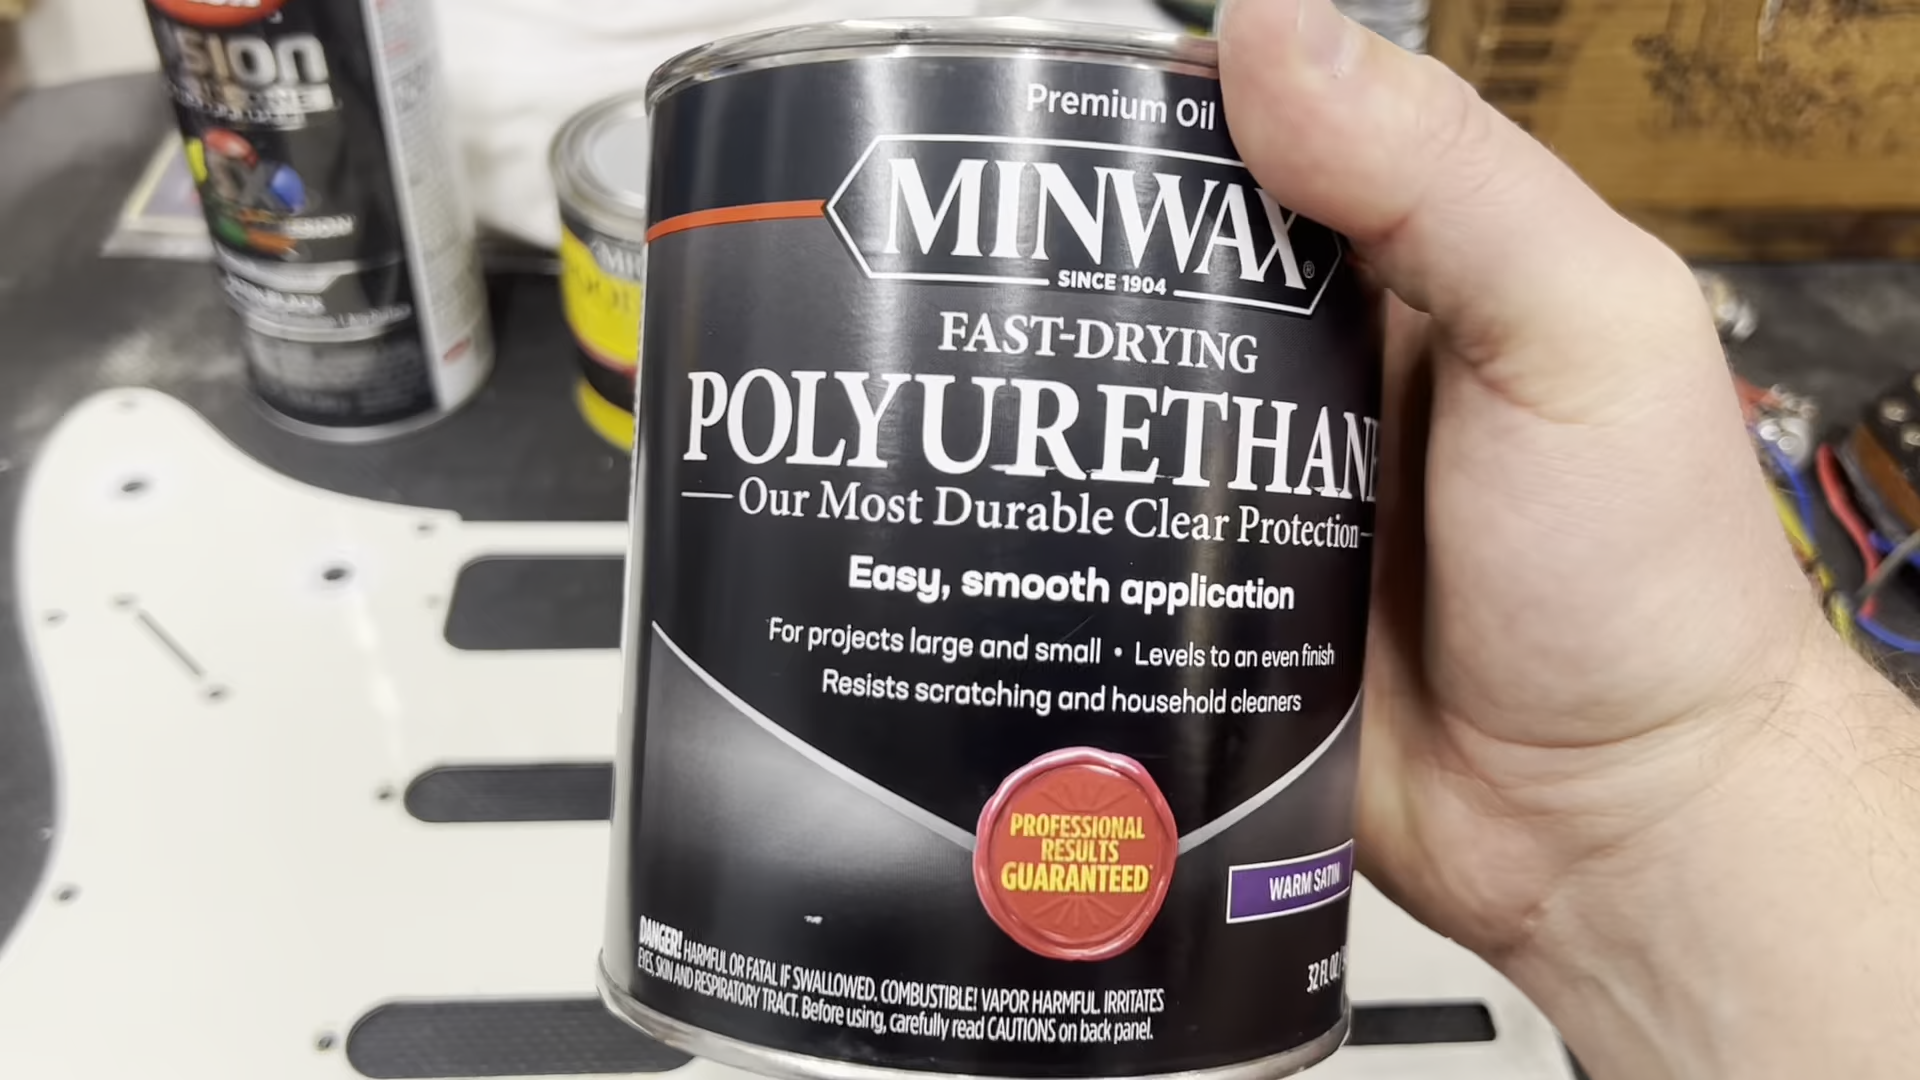 Premium Oil
MINWAX®
SINCE 1904
FAST-DRYING
POLYURETHANE
Our Most Durable Clear Protection
Easy, smooth application
For projects large and small • Levels to an even finish
Resists scratching and household cleaners
PROFESSIONAL
RESULTS
GUARANTEED
WARM SATIN
32 FL OZ
DANGER! HARMFUL OR FATAL IF SWALLOWED. COMBUSTIBLE! VAPOR HARMFUL. IRRITATES
EYES, SKIN AND RESPIRATORY TRACT. Before using, carefully read CAUTIONS on back panel.